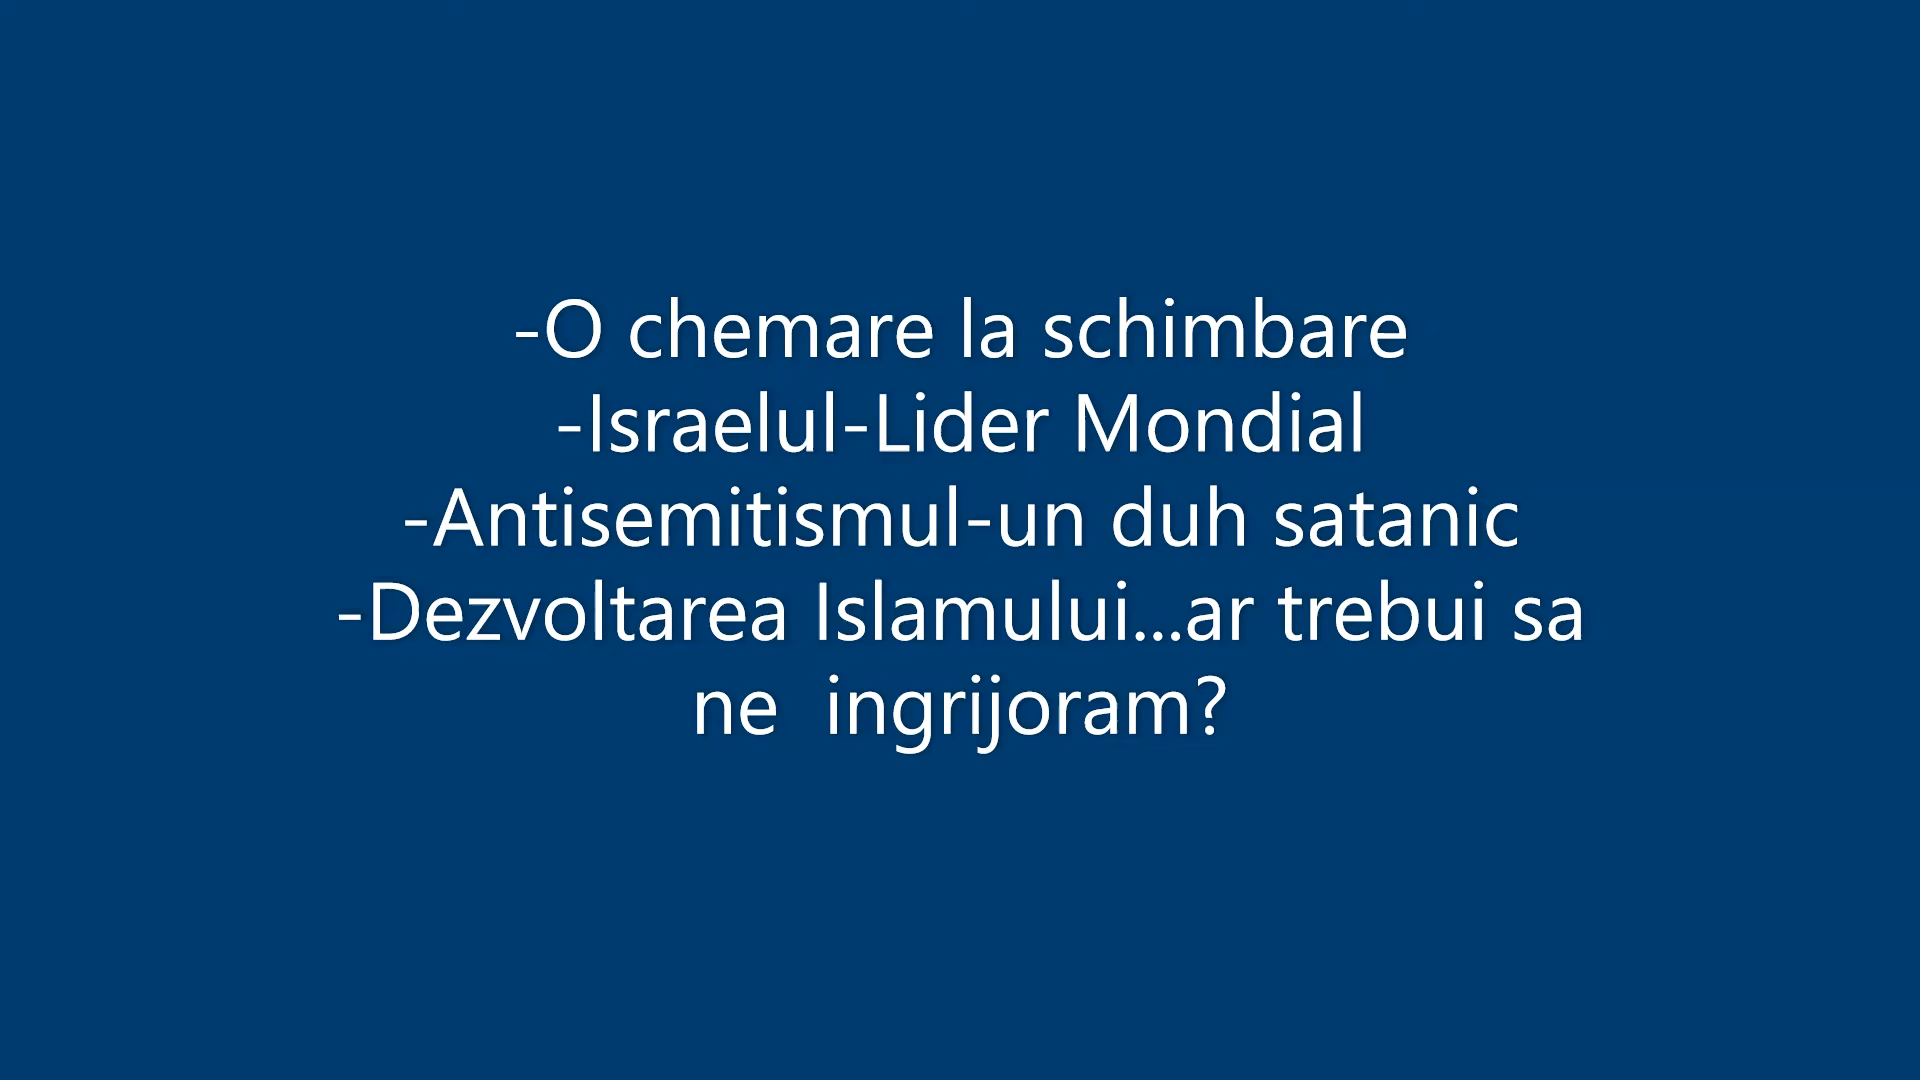 -O chemare la schimbare
-Israelul-Lider Mondial
-Antisemitismul-un duh satanic
-Dezvoltarea Islamului...ar trebui sa
ne  ingrijoram?